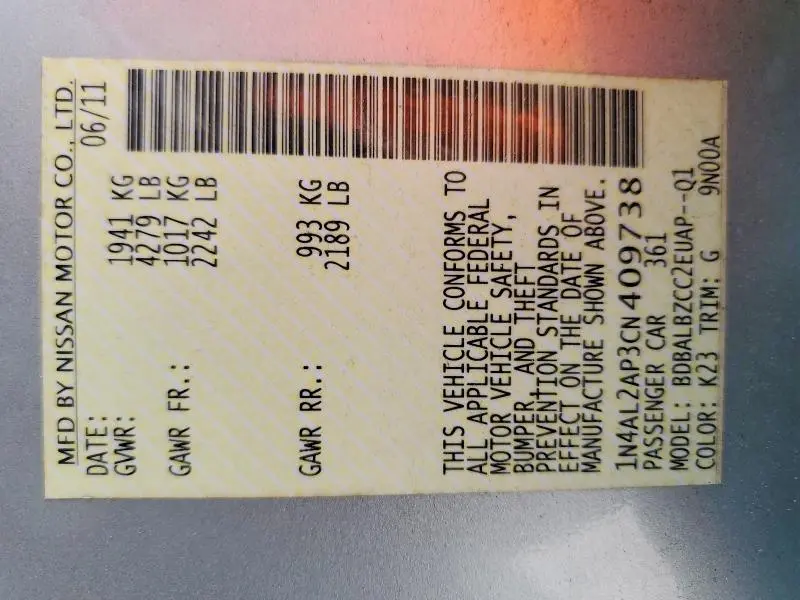 MFD BY NISSAN MOTOR CO., LTD.
DATE: 06/11
GVWR: 1941 KG
4279 LB
GAWR FR.: 1017 KG
2242 LB
GAWR RR.: 993 KG
2189 LB
THIS VEHICLE CONFORMS TO
ALL APPLICABLE FEDERAL
MOTOR VEHICLE SAFETY,
BUMPER, AND THEFT
PREVENTION STANDARDS IN
EFFECT ON THE DATE OF
MANUFACTURE SHOWN ABOVE.
1N4AL2AP3CN409738
PASSENGER CAR 361
MODEL: BDBALBZCC2EUAP--Q1
COLOR: K23 TRIM: G 9N00A